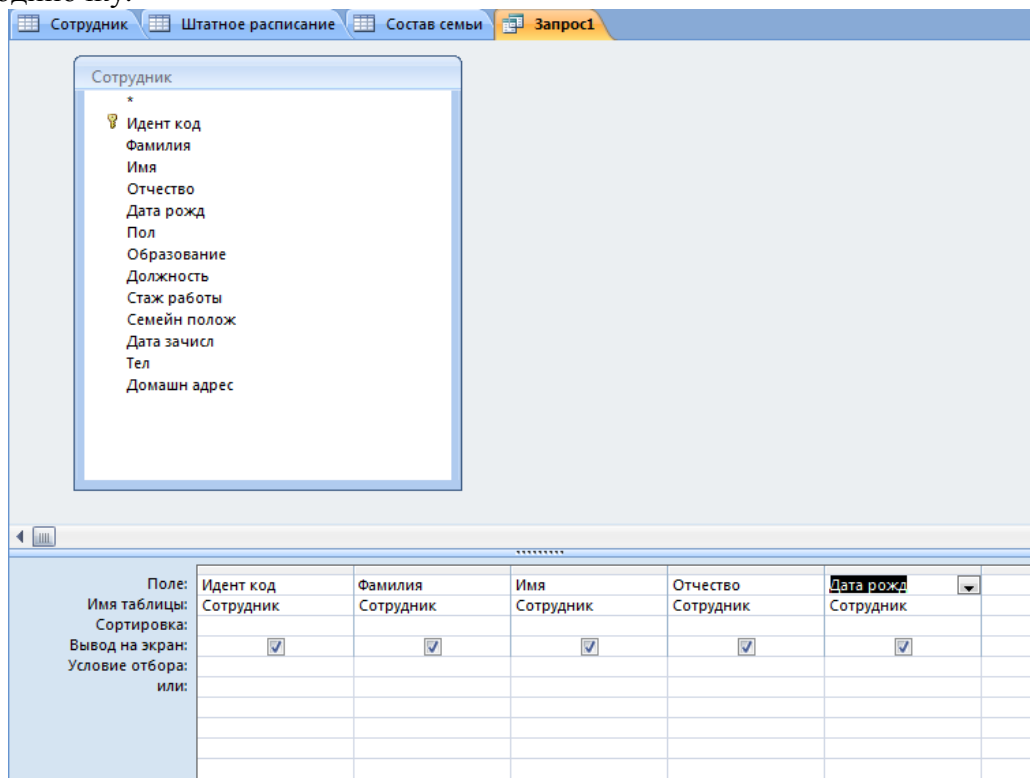 Сотрудник Штатное расписание Состав семьи Запрос1
Сотрудник
*
Идент код
Фамилия
Имя
Отчество
Дата рожд
Пол
Образование
Должность
Стаж работы
Семейн полож
Дата зачисл
Тел
Домашн адрес
Поле: Идент код Фамилия Имя Отчество Дата рожд
Имя таблицы: Сотрудник Сотрудник Сотрудник Сотрудник Сотрудник
Сортировка:
Вывод на экран:
Условие отбора:
или: